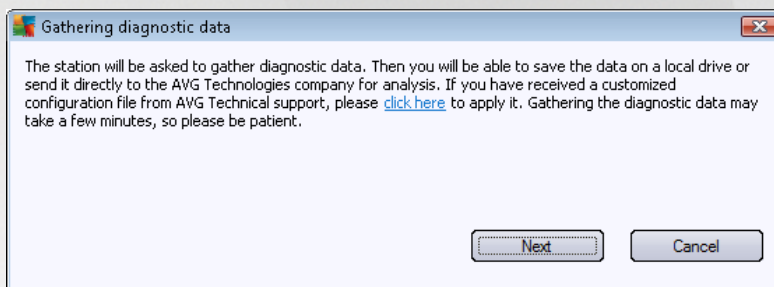 Gathering diagnostic data
The station will be asked to gather diagnostic data. Then you will be able to save the data on a local drive or
send it directly to the AVG Technologies company for analysis. If you have received a customized
configuration file from AVG Technical support, please click here to apply it. Gathering the diagnostic data may
take a few minutes, so please be patient.
Next
Cancel